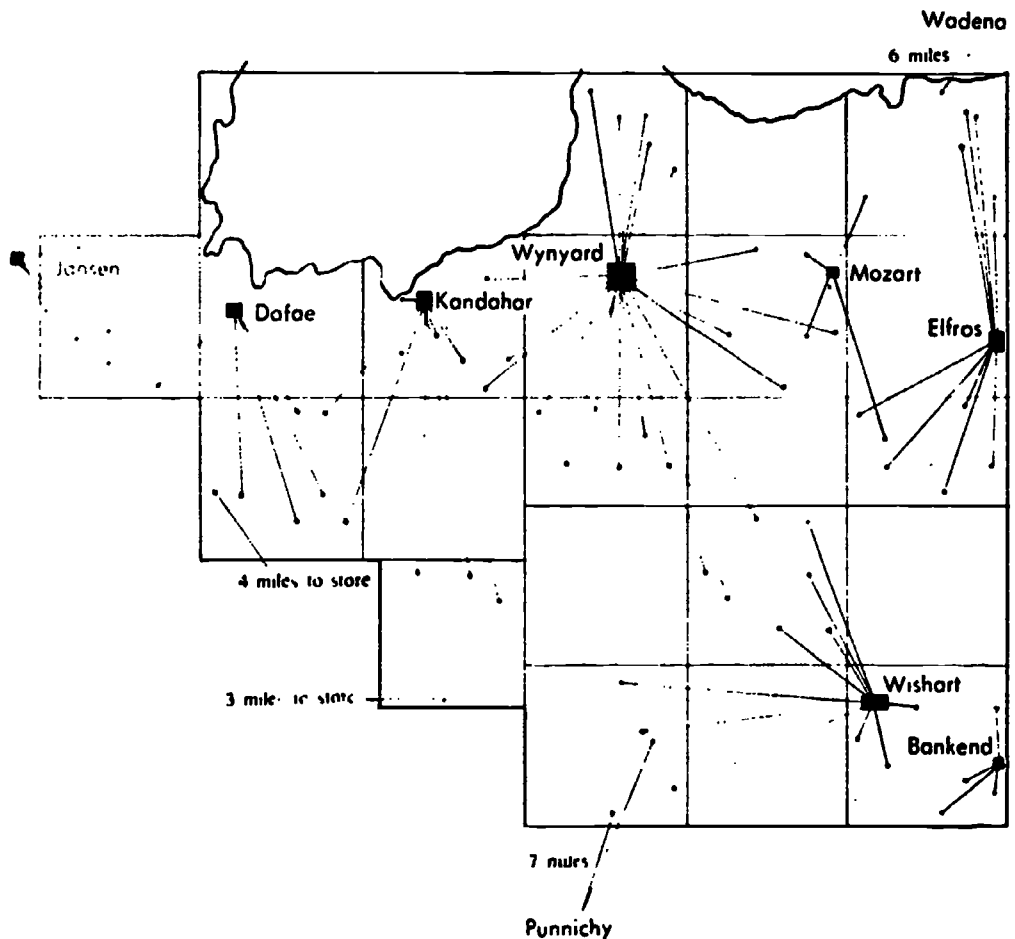 Wadena
6 miles
Wynyard
Jansen
Mozart
Kandahar
Dafoe
Elfros
4 miles to store
Wishart
3 miles to store
Bankend
7 miles
Punnichy